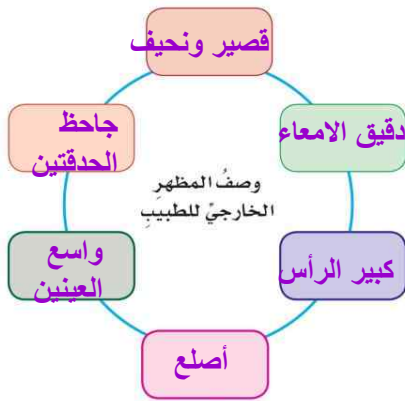 قصير ونحيف
دقيق الامعاء
كبير الرأس
أصلع
واسع
العينين
جاحظ
الحدقتين
وصفُ المظهرِ
الخارجيِّ للطبيبِ